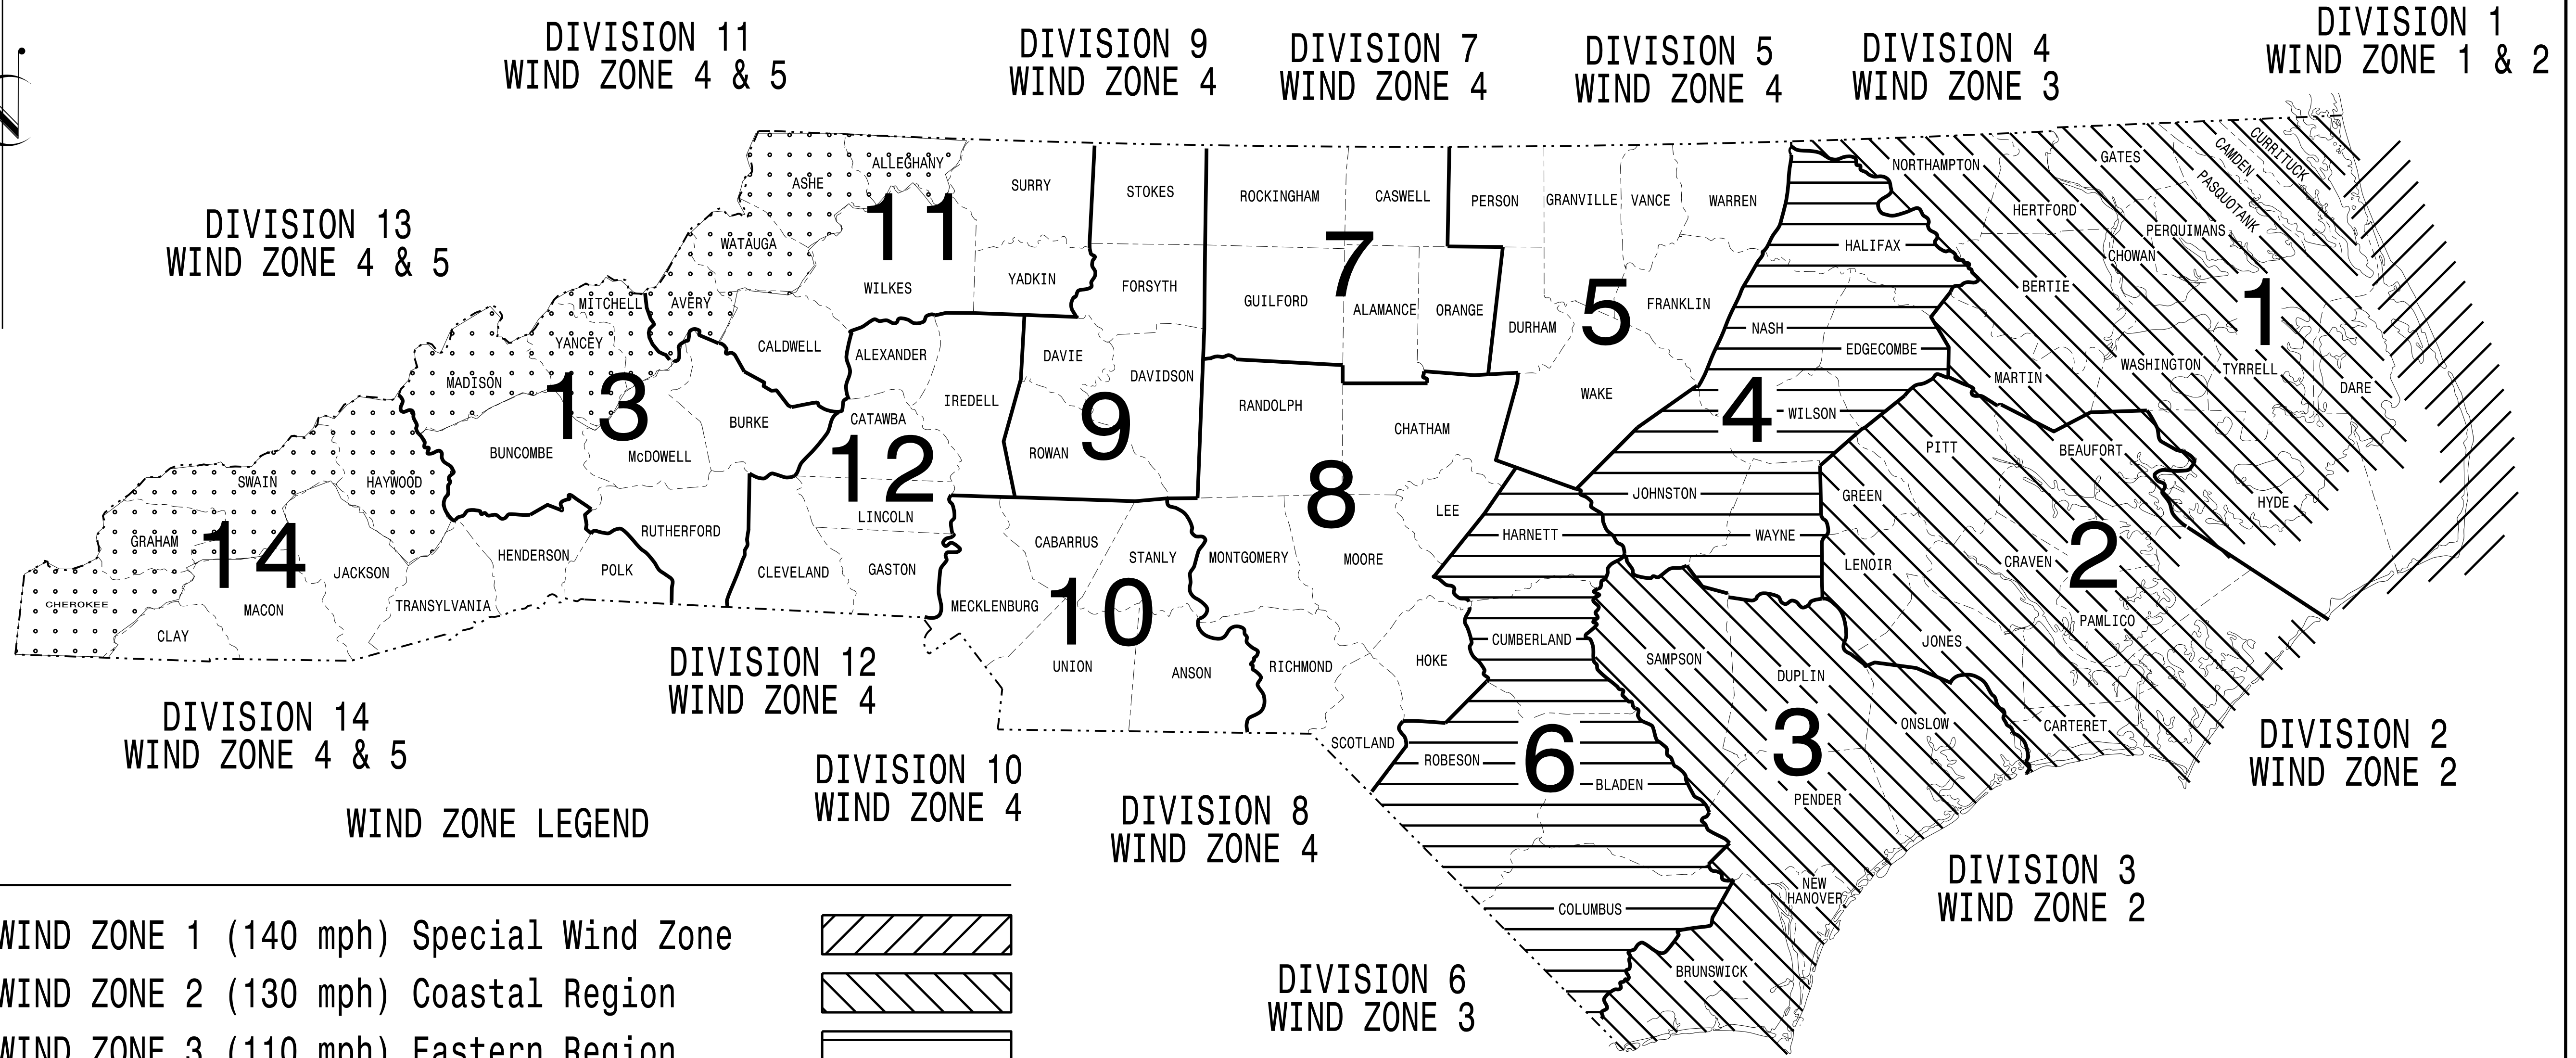 DIVISION 11
WIND ZONE 4 & 5
DIVISION 9
WIND ZONE 4
DIVISION 7
WIND ZONE 4
DIVISION 5
WIND ZONE 4
DIVISION 4
WIND ZONE 3
DIVISION 1
WIND ZONE 1 & 2
DIVISION 13
WIND ZONE 4 & 5
ASHE
ALLEGHANY
SURRY
STOKES
ROCKINGHAM
CASWELL
PERSON
GRANVILLE
VANCE
WARREN
NORTHAMPTON
GATES
CAMDEN
CURRITUCK
PASQUOTANK
HERTFORD
PERQUIMANS
CHOWAN
HALIFAX
BERTIE
WATAUGA
11
WILKES
YADKIN
FORSYTH
7
GUILFORD
ALAMANCE
ORANGE
DURHAM
5
FRANKLIN
NASH
EDGECOMBE
1
MITCHELL
AVERY
YANCEY
CALDWELL
ALEXANDER
DAVIE
DAVIDSON
MARTIN
WASHINGTON
TYRRELL
DARE
MADISON
13
BURKE
IREDELL
CATAWBA
12
9
ROWAN
RANDOLPH
CHATHAM
WAKE
4
WILSON
PITT
BEAUFORT
BUNCOMBE
McDOWELL
SWAIN
HAYWOOD
8
LEE
JOHNSTON
GREEN
HYDE
GRAHAM
14
JACKSON
HENDERSON
RUTHERFORD
POLK
LINCOLN
CLEVELAND
GASTON
CABARRUS
STANLY
MONTGOMERY
MOORE
HARNETT
WAYNE
LENOIR
CRAVEN
2
CHEROKEE
MACON
CLAY
TRANSYLVANIA
MECKLENBURG
10
UNION
ANSON
RICHMOND
HOKE
CUMBERLAND
SAMPSON
DUPLIN
JONES
PAMLICO
DIVISION 12
WIND ZONE 4
DIVISION 14
WIND ZONE 4 & 5
SCOTLAND
ROBESON
6
BLADEN
3
PENDER
ONSLOW
CARTERET
DIVISION 2
WIND ZONE 2
DIVISION 10
WIND ZONE 4
DIVISION 8
WIND ZONE 4
COLUMBUS
NEW
HANOVER
BRUNSWICK
DIVISION 3
WIND ZONE 2
DIVISION 6
WIND ZONE 3
WIND ZONE LEGEND
WIND ZONE 1 (140 mph) Special Wind Zone
WIND ZONE 2 (130 mph) Coastal Region
WIND ZONE 3 (110 mph) Eastern Region